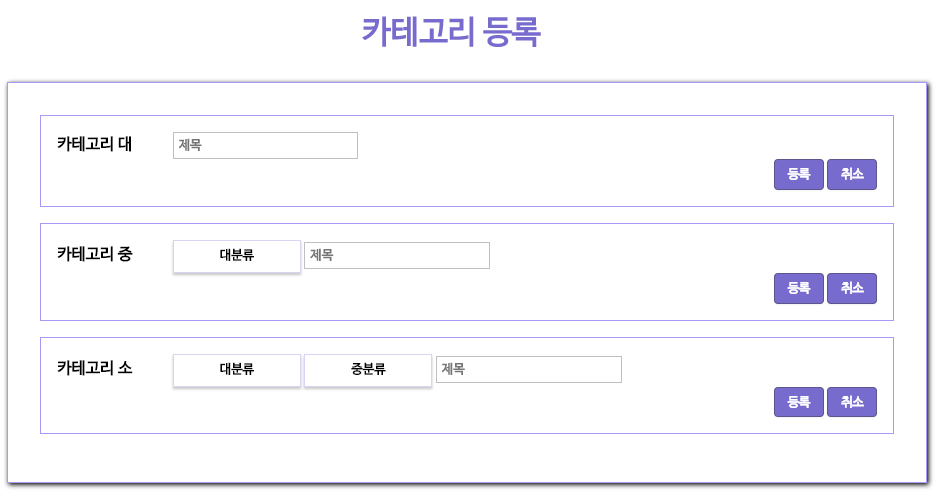 카테고리 등록
카테고리 대 제목
등록 취소
카테고리 중 대분류 제목
등록 취소
카테고리 소 대분류 중분류 제목
등록 취소